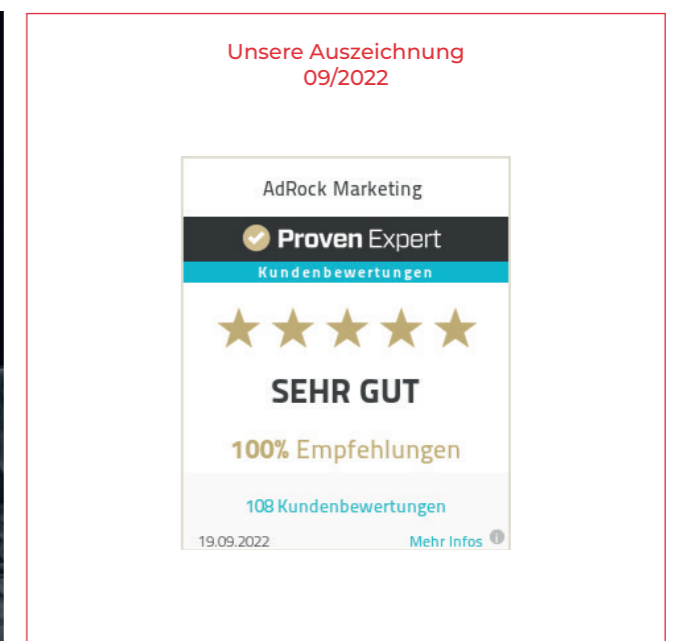 Unsere Auszeichnung
09/2022
AdRock Marketing
Proven Expert
Kundenbewertungen
SEHR GUT
100% Empfehlungen
108 Kundenbewertungen
19.09.2022 Mehr Infos i